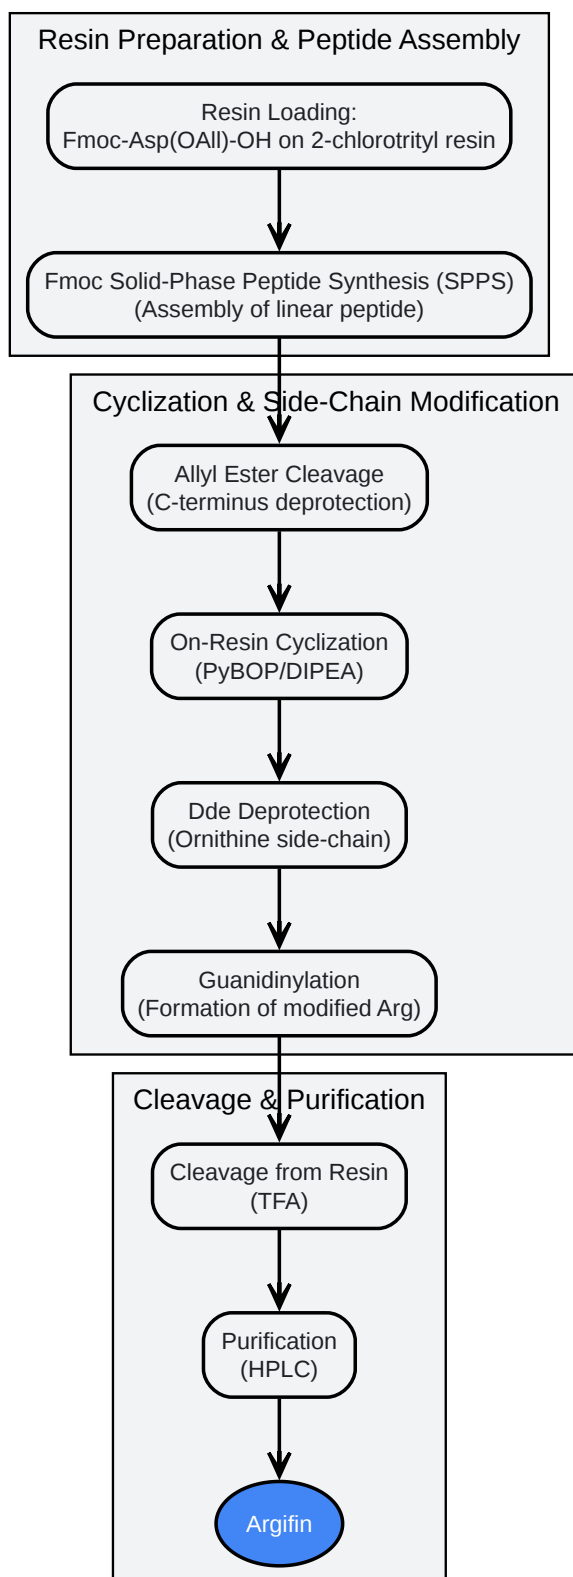 Resin Preparation & Peptide Assembly
Resin Loading:
Fmoc-Asp(OAll)-OH on 2-chlorotrityl resin
Fmoc Solid-Phase Peptide Synthesis (SPPS)
(Assembly of linear peptide)
Cyclization & Side-Chain Modification
Allyl Ester Cleavage
(C-terminus deprotection)
On-Resin Cyclization
(PyBOP/DIPEA)
Dde Deprotection
(Ornithine side-chain)
Guanidinylation
(Formation of modified Arg)
Cleavage & Purification
Cleavage from Resin
(TFA)
Purification
(HPLC)
Argifin